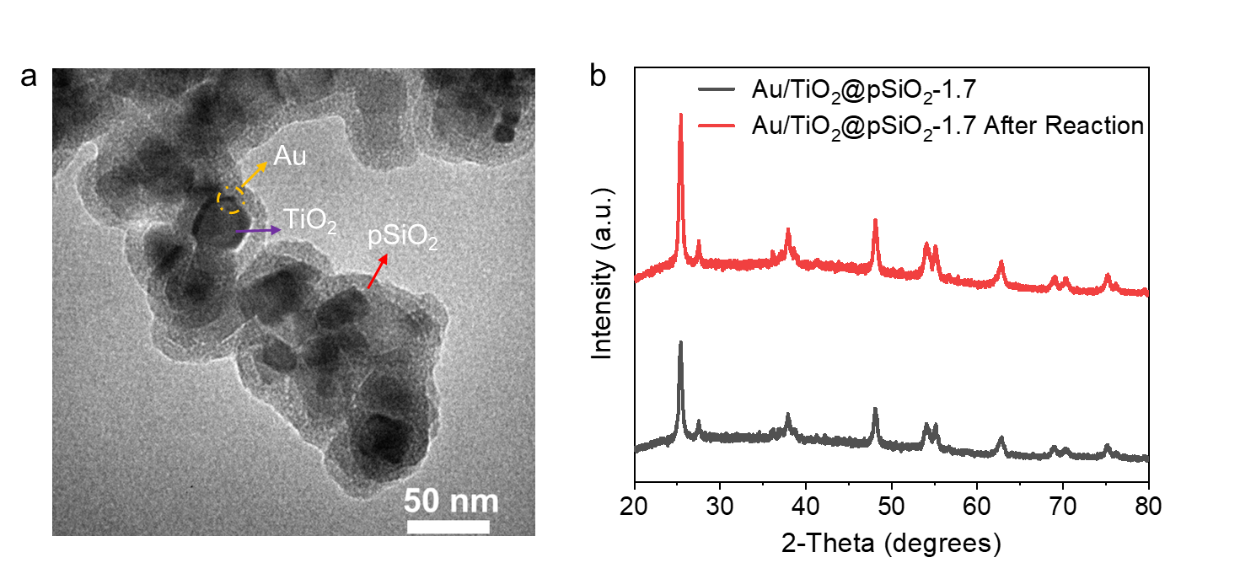 a
Au
TiO₂
pSiO₂
50 nm
b
Au/TiO₂@pSiO₂-1.7
Au/TiO₂@pSiO₂-1.7 After Reaction
Intensity (a.u.)
20 30 40 50 60 70 80
2-Theta (degrees)